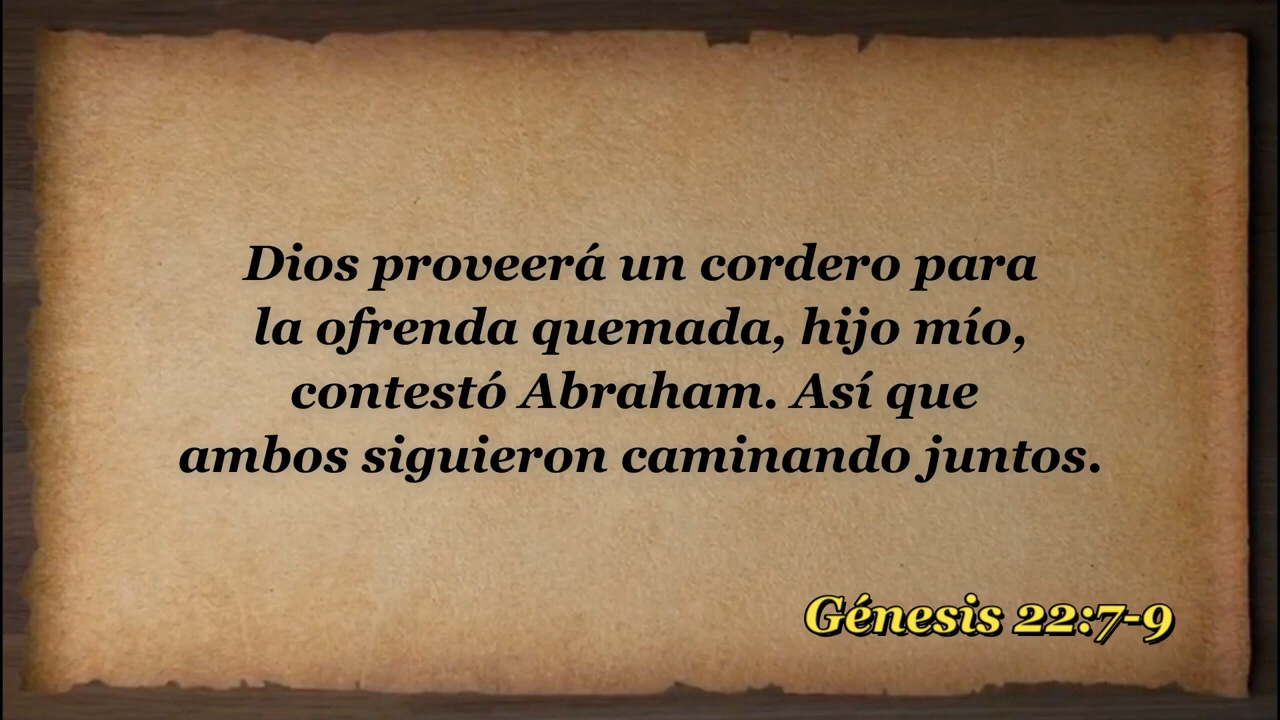 Dios proveerá un cordero para
la ofrenda quemada, hijo mío,
contestó Abraham. Así que
ambos siguieron caminando juntos.
Génesis 22:7-9